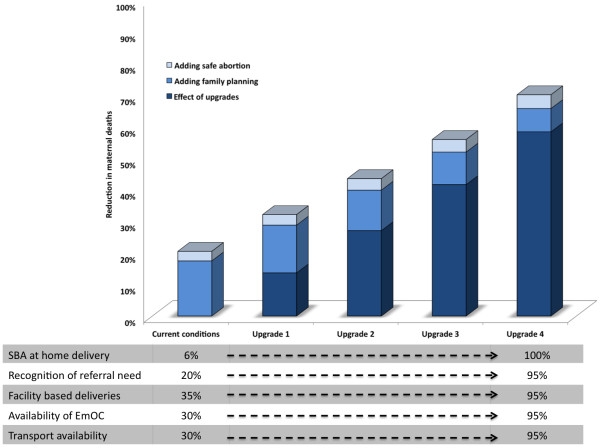 100%
90%
80%
70%
60%
50%
40%
30%
20%
10%
0%
Reduction in maternal deaths
Adding safe abortion
Adding family planning
Effect of upgrades
Current conditions Upgrade 1 Upgrade 2 Upgrade 3 Upgrade 4
SBA at home delivery 6% 100%
Recognition of referral need 20% 95%
Facility based deliveries 35% 95%
Availability of EmOC 30% 95%
Transport availability 30% 95%